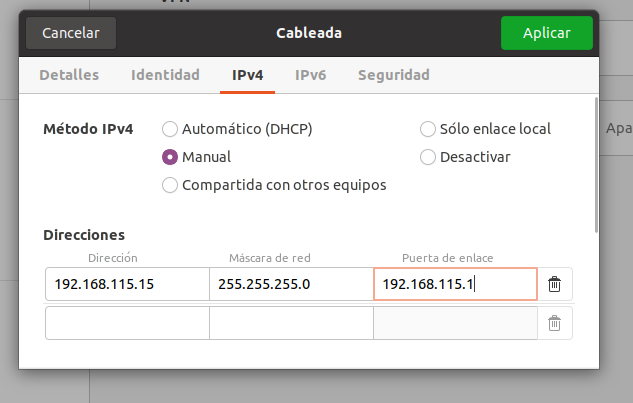 Cancelar Cableada Aplicar
Detalles Identidad IPv4 IPv6 Seguridad
Método IPv4 Automático (DHCP) Sólo enlace local
Manual Desactivar
Compartida con otros equipos
Apa
Direcciones
Dirección Máscara de red Puerta de enlace
192.168.115.15 255.255.255.0 192.168.115.1